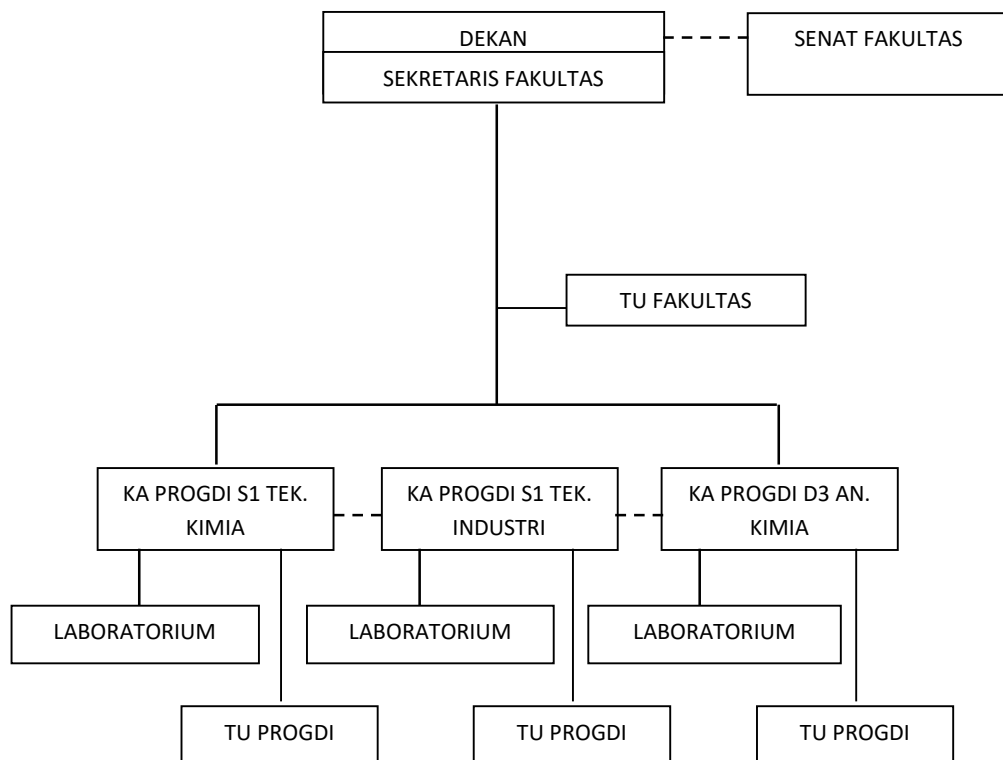 DEKAN
SENAT FAKULTAS
SEKRETARIS FAKULTAS
TU FAKULTAS
KA PROGDI S1 TEK.
KIMIA
KA PROGDI S1 TEK.
INDUSTRI
KA PROGDI D3 AN.
KIMIA
LABORATORIUM
LABORATORIUM
LABORATORIUM
TU PROGDI
TU PROGDI
TU PROGDI